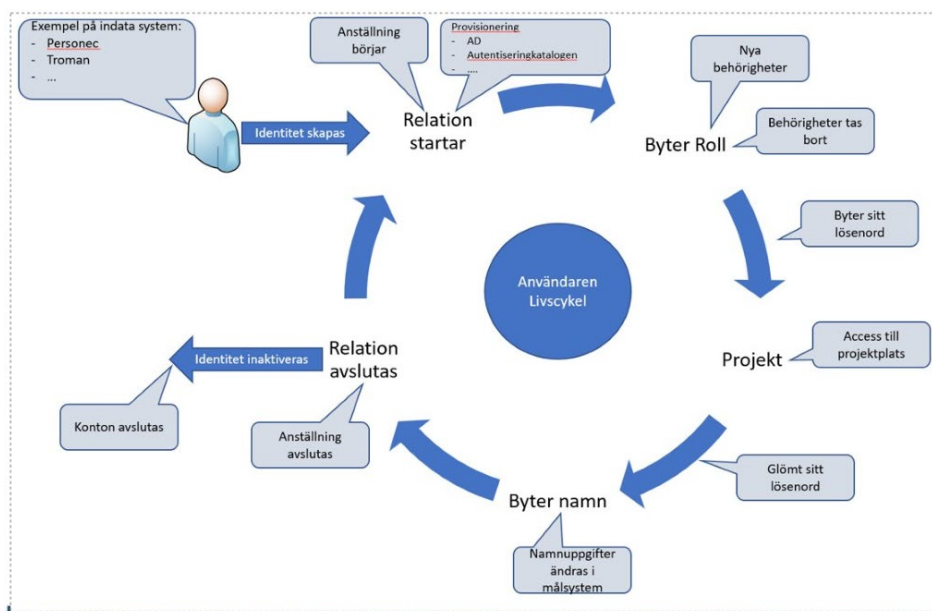 Exempel på indata system:
- Personec
- Troman
- ...
Anställning
börjar
Provisionering
- AD
- Autentiseringkatalogen
- ....
Nya
behörigheter
Identitet skapas
Relation
startar
Byter Roll
Behörigheter tas
bort
Byter sitt
lösenord
Användaren
Livscykel
Projekt
Access till
projektplats
Identitet inaktiveras
Relation
avslutas
Konton avslutas
Anställning
avslutas
Glömt sitt
lösenord
Byter namn
Namnuppgifter
ändras i
målsystem